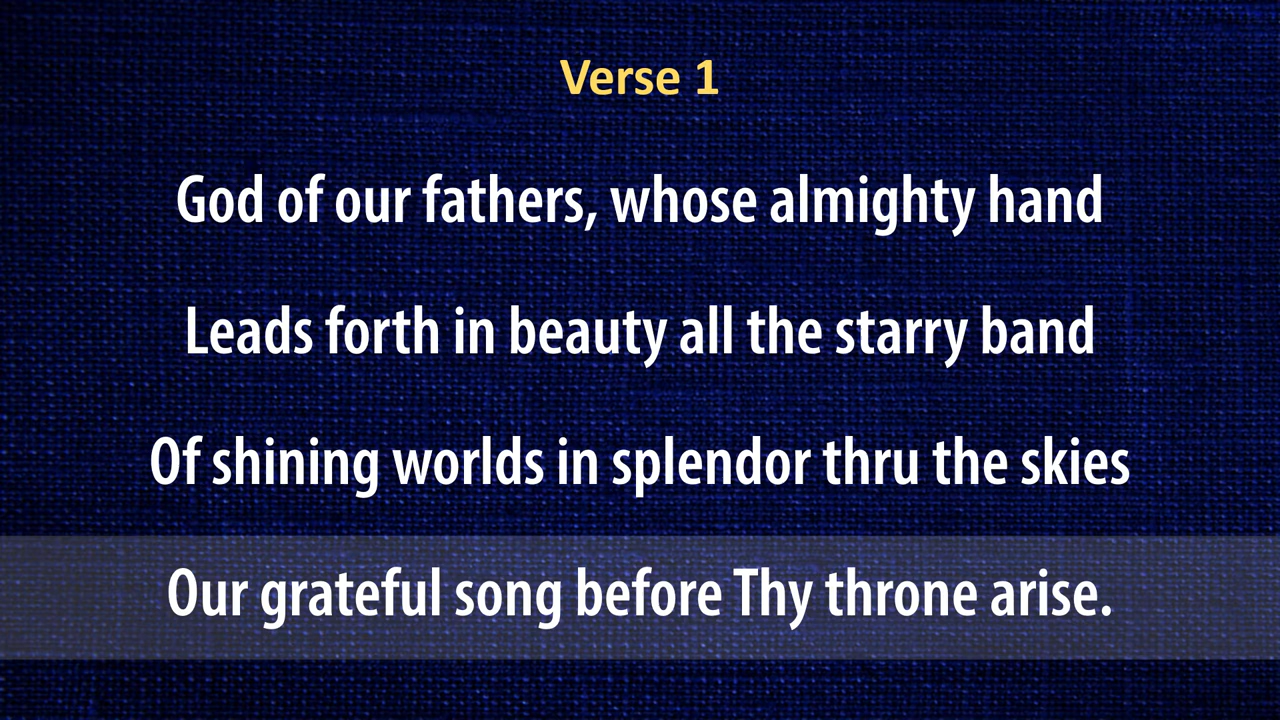 Verse 1
God of our fathers, whose almighty hand
Leads forth in beauty all the starry band
Of shining worlds in splendor thru the skies
Our grateful song before Thy throne arise.